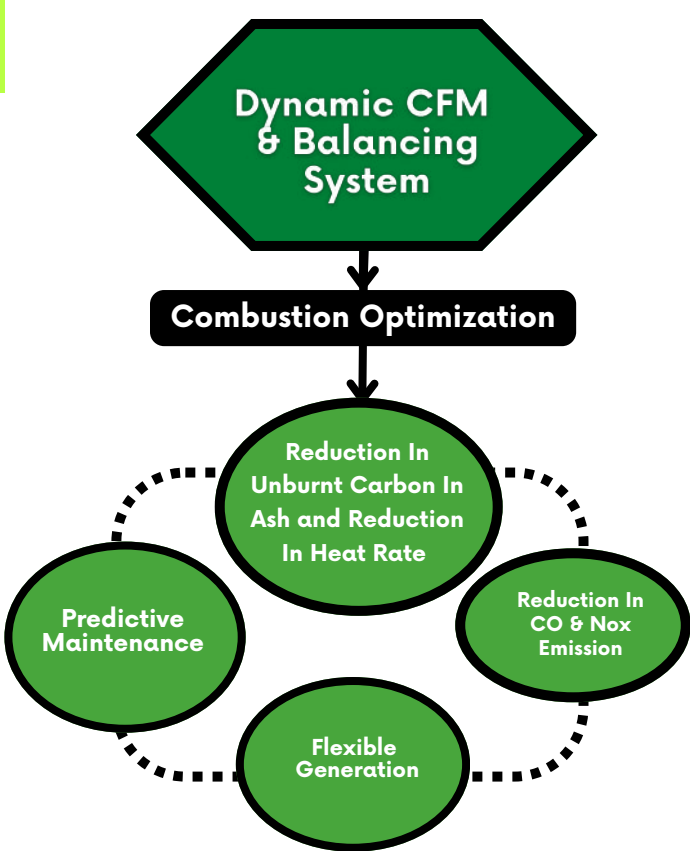 Dynamic CFM
& Balancing
System
Combustion Optimization
Reduction In
Unburnt Carbon In
Ash and Reduction
In Heat Rate
Predictive
Maintenance
Reduction In
CO & Nox
Emission
Flexible
Generation